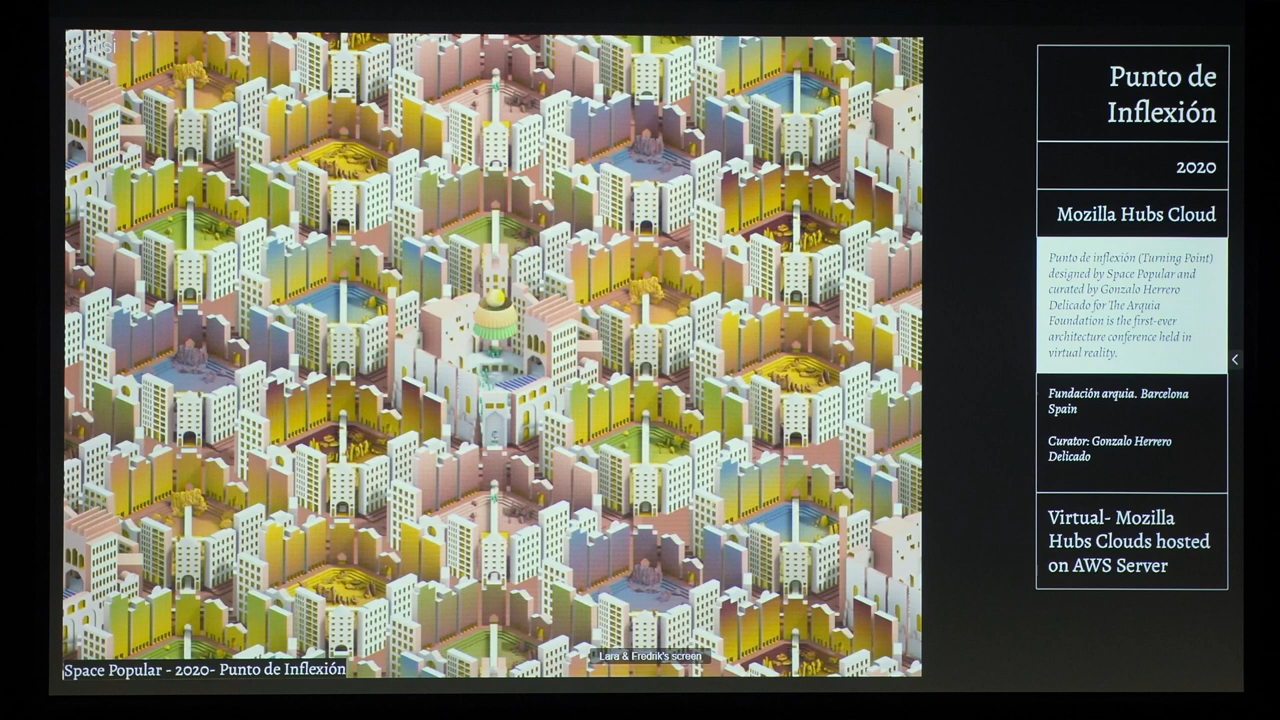 Punto de
Inflexión
2020
Mozilla Hubs Cloud
Punto de inflexión (Turning Point)
designed by Space Popular and
curated by Gonzalo Herrero
Delicado for The Arquia
Foundation is the first-ever
architecture conference held in
virtual reality.
Fundación arquia. Barcelona
Spain
Curator: Gonzalo Herrero
Delicado
Virtual- Mozilla
Hubs Clouds hosted
on AWS Server
Lara & Fredrik's screen
Space Popular - 2020- Punto de Inflexión